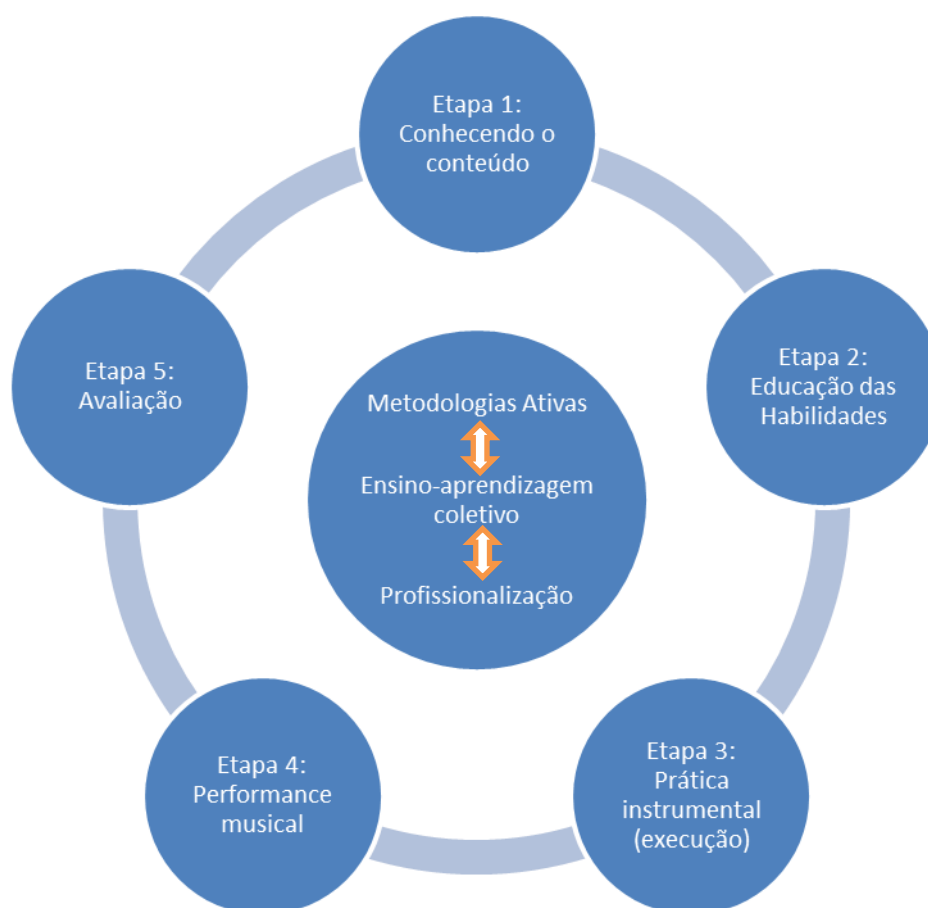 Etapa 1:
Conhecendo o
conteúdo
Etapa 2:
Educação das
Habilidades
Etapa 3:
Prática
instrumental
(execução)
Etapa 4:
Performance
musical
Etapa 5:
Avaliação
Metodologias Ativas
Ensino-aprendizagem
coletivo
Profissionalização